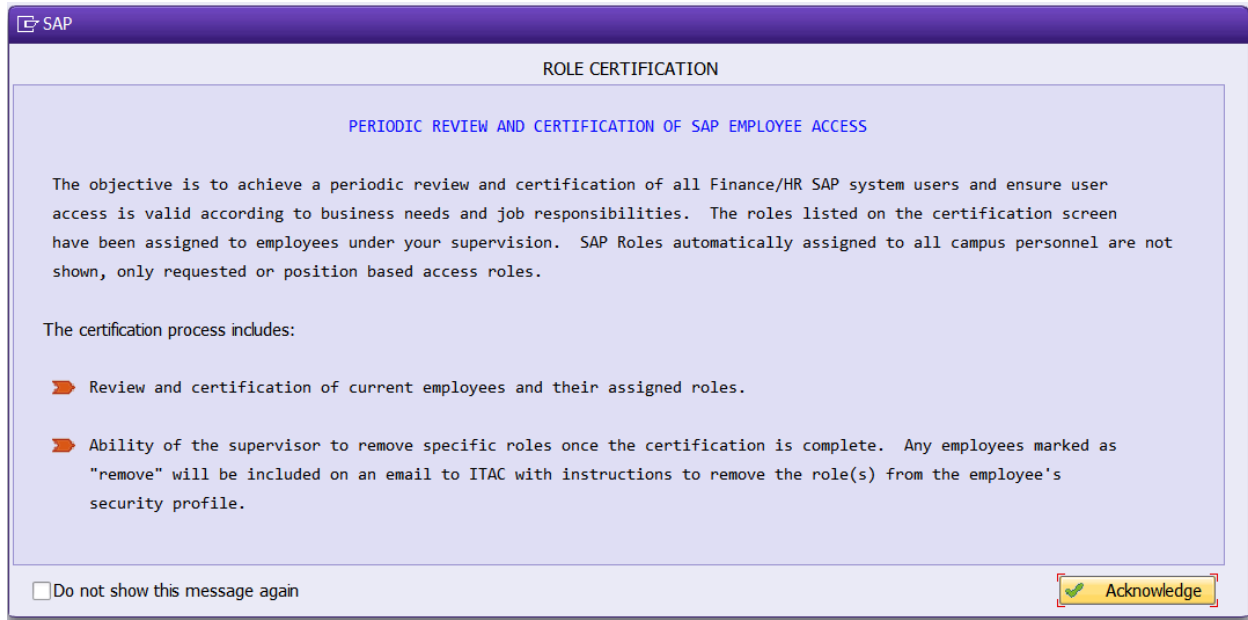 SAP
ROLE CERTIFICATION
PERIODIC REVIEW AND CERTIFICATION OF SAP EMPLOYEE ACCESS
The objective is to achieve a periodic review and certification of all Finance/HR SAP system users and ensure user
access is valid according to business needs and job responsibilities.  The roles listed on the certification screen
have been assigned to employees under your supervision.  SAP Roles automatically assigned to all campus personnel are not
shown, only requested or position based access roles.
The certification process includes:
Review and certification of current employees and their assigned roles.
Ability of the supervisor to remove specific roles once the certification is complete.  Any employees marked as
"remove" will be included on an email to ITAC with instructions to remove the role(s) from the employee's
security profile.
Do not show this message again
Acknowledge